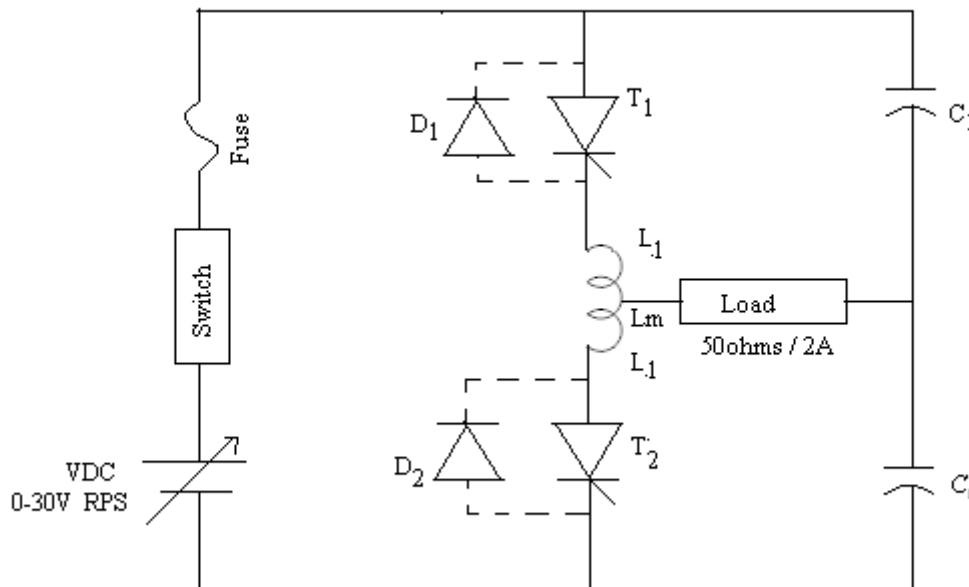 Fuse
Switch
VDC
0-30V RPS
D1
T1
L1
Lm
L1
Load
50ohms / 2A
D2
T2
C
C